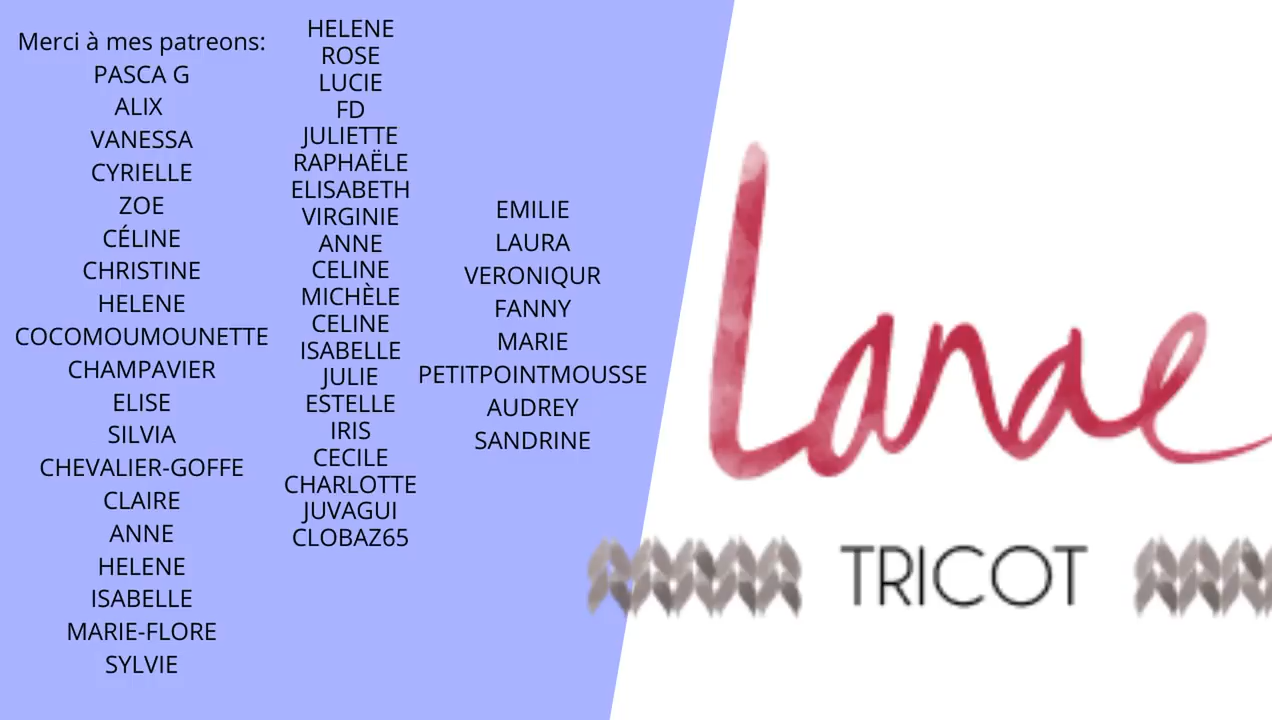 Merci à mes patreons:
PASCA G
ALIX
VANESSA
CYRIELLE
ZOE
CÉLINE
CHRISTINE
HELENE
COCOMOUMOUNETTE
CHAMPAVIER
ELISE
SILVIA
CHEVALIER-GOFFE
CLAIRE
ANNE
HELENE
ISABELLE
MARIE-FLORE
SYLVIE
HELENE
ROSE
LUCIE
FD
JULIETTE
RAPHAËLE
ELISABETH
VIRGINIE
ANNE
CELINE
MICHÈLE
CELINE
ISABELLE
JULIE
ESTELLE
IRIS
CECILE
CHARLOTTE
JUVAGUI
CLOBAZ65
EMILIE
LAURA
VERONIQUR
FANNY
MARIE
PETITPOINTMOUSSE
AUDREY
SANDRINE
Lanae
TRICOT